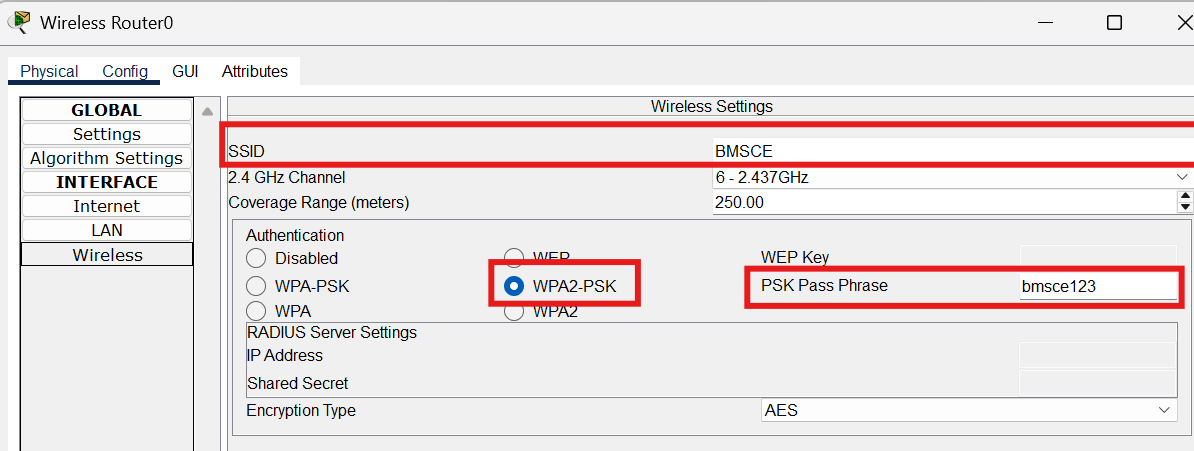 Wireless Router0
Physical Config GUI Attributes
GLOBAL
Settings
Algorithm Settings
INTERFACE
Internet
LAN
Wireless
Wireless Settings
SSID BMSCE
2.4 GHz Channel 6 - 2.437GHz
Coverage Range (meters) 250.00
Authentication
Disabled WEP WEP Key
WPA-PSK WPA2-PSK PSK Pass Phrase bmsce123
WPA WPA2
RADIUS Server Settings
IP Address
Shared Secret
Encryption Type AES